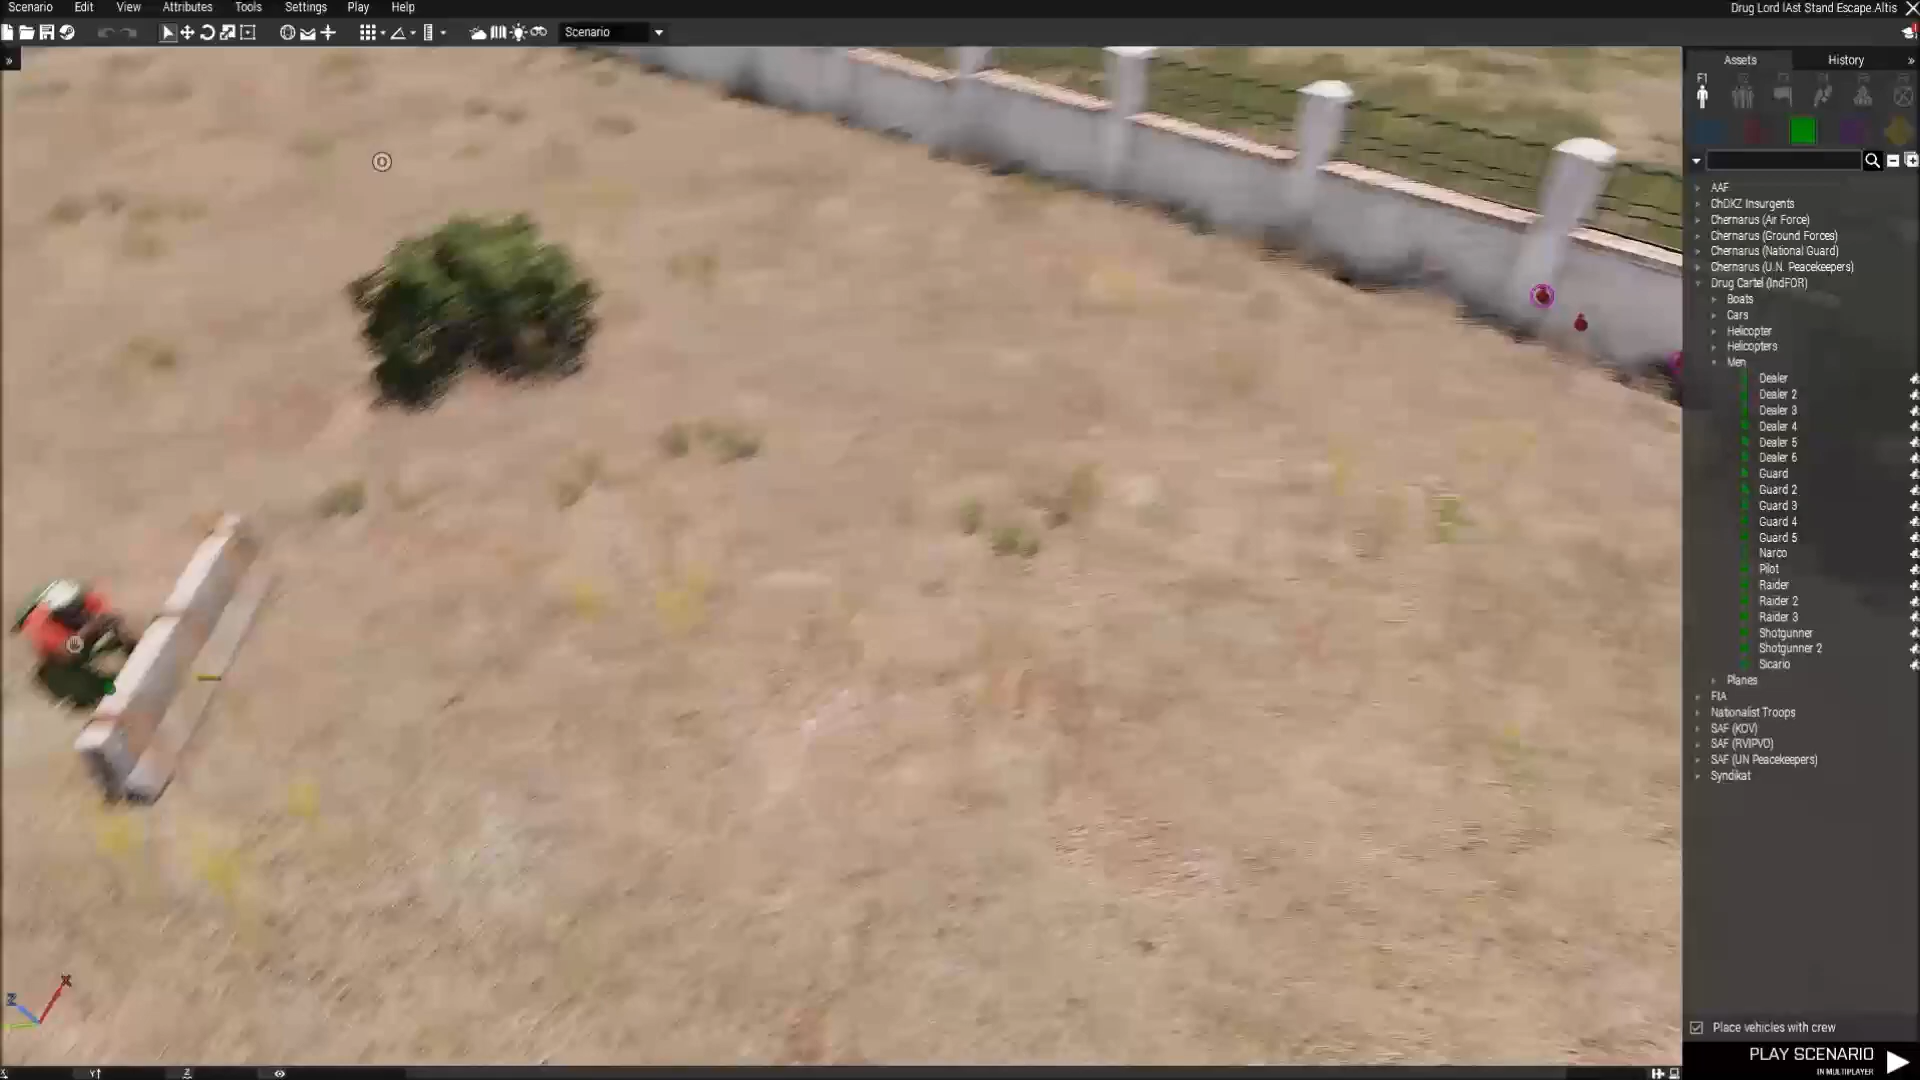 Scenario Edit View Attributes Tools Settings Play Help
Drug Lord lAst Stand Escape.Altis
Scenario
Assets History
F1
AAF
ChDKZ Insurgents
Chernarus (Air Force)
Chernarus (Ground Forces)
Chernarus (National Guard)
Chernarus (U.N. Peacekeepers)
Drug Cartel (IndFOR)
Boats
Cars
Helicopter
Helicopters
Men
Dealer
Dealer 2
Dealer 3
Dealer 4
Dealer 5
Dealer 6
Guard
Guard 2
Guard 3
Guard 4
Guard 5
Narco
Pilot
Raider
Raider 2
Raider 3
Shotgunner
Shotgunner 2
Sicario
Planes
FIA
Nationalist Troops
SAF (KOV)
SAF (RVIPVO)
SAF (UN Peacekeepers)
Syndikat
X
Z
Place vehicles with crew
PLAY SCENARIO
IN MULTIPLAYER
X Y Z